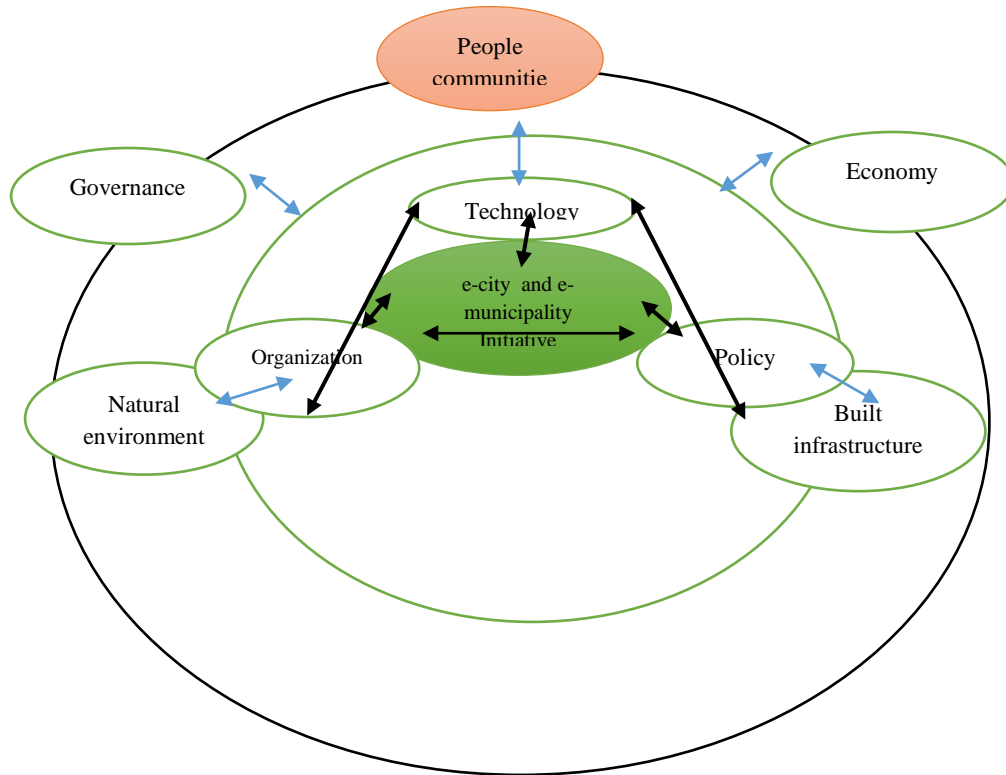 People
communitie
Governance
Economy
Technology
e-city and e-
municipality
Initiative
Organization
Policy
Natural
environment
Built
infrastructure